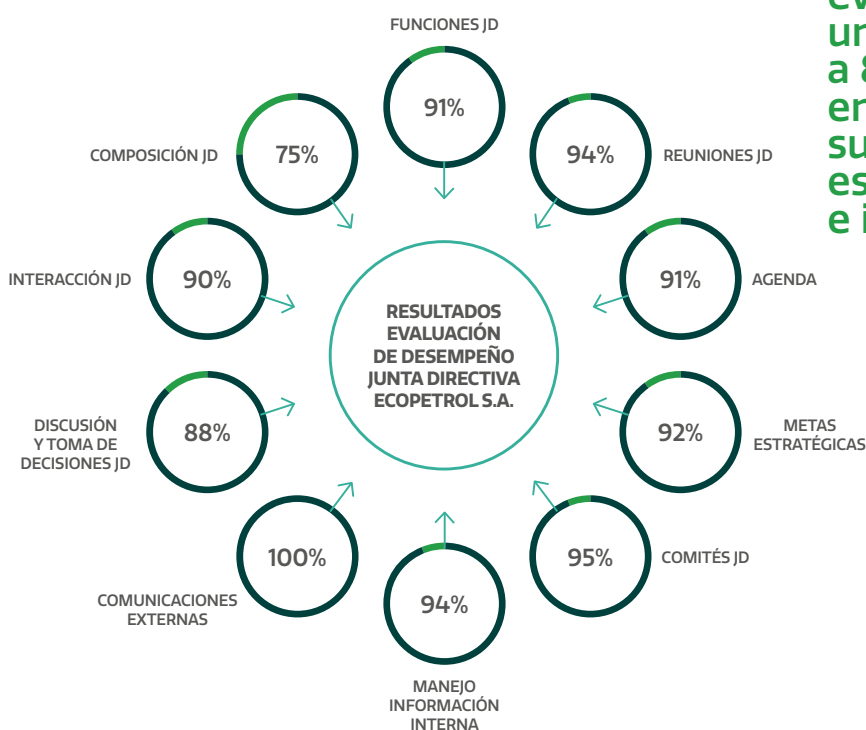 FUNCIONES JD
91%
94%
REUNIONES JD
91%
AGENDA
92%
METAS
ESTRATÉGICAS
95%
COMITÉS JD
94%
MANEJO
INFORMACIÓN
INTERNA
100%
COMUNICACIONES
EXTERNAS
88%
DISCUSIÓN
Y TOMA DE
DECISIONES JD
90%
INTERACCIÓN JD
75%
COMPOSICIÓN JD
RESULTADOS
EVALUACIÓN
DE DESEMPEÑO
JUNTA DIRECTIVA
ECOPETROL S.A.
a
e